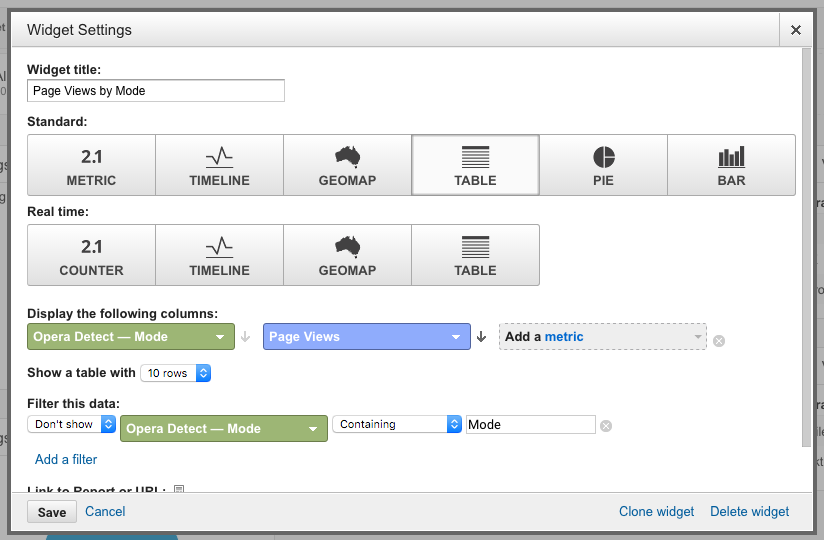 Widget Settings
Widget title:
Page Views by Mode
Standard:
2.1 METRIC
TIMELINE
GEOMAP
TABLE
PIE
BAR
Real time:
2.1 COUNTER
TIMELINE
GEOMAP
TABLE
Display the following columns:
Opera Detect — Mode Page Views Add a metric
Show a table with 10 rows
Filter this data:
Don't show Opera Detect — Mode Containing Mode
Add a filter
Link to Report or URL:
Save Cancel Clone widget Delete widget